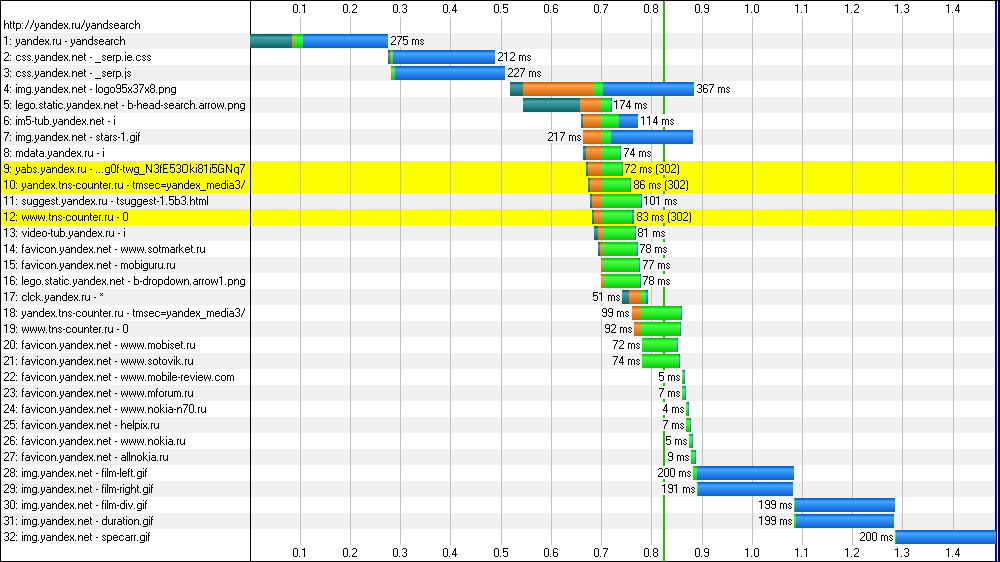 0.1 0.2 0.3 0.4 0.5 0.6 0.7 0.8 0.9 1.0 1.1 1.2 1.3 1.4
http://yandex.ru/yandsearch
1: yandex.ru - yandsearch 275 ms
2: css.yandex.net - _serp.ie.css 212 ms
3: css.yandex.net - _serp.js 227 ms
4: img.yandex.net - logo95x37x8.png 367 ms
5: lego.static.yandex.net - b-head-search.arrow.png 174 ms
6: im5-tub.yandex.net - i 114 ms
7: img.yandex.net - stars-1.gif 217 ms
8: mdata.yandex.ru - i 74 ms
9: yabs.yandex.ru - ...g0f-twg_N3fE53Oki81i5GNq7 72 ms (302)
10: yandex.tns-counter.ru - tmsec=yandex_media3/ 86 ms (302)
11: suggest.yandex.ru - tsuggest-1.5b3.html 101 ms
12: www.tns-counter.ru - 0 83 ms (302)
13: video-tub.yandex.ru - i 81 ms
14: favicon.yandex.net - www.sotmarket.ru 78 ms
15: favicon.yandex.net - mobiguru.ru 77 ms
16: lego.static.yandex.net - b-dropdown.arrow1.png 78 ms
17: clck.yandex.ru - * 51 ms
18: yandex.tns-counter.ru - tmsec=yandex_media3/ 99 ms
19: www.tns-counter.ru - 0 92 ms
20: favicon.yandex.net - www.mobiset.ru 72 ms
21: favicon.yandex.net - www.sotovik.ru 74 ms
22: favicon.yandex.net - www.mobile-review.com 5 ms
23: favicon.yandex.net - www.mforum.ru 7 ms
24: favicon.yandex.net - www.nokia-n70.ru 4 ms
25: favicon.yandex.net - helpix.ru 7 ms
26: favicon.yandex.net - www.nokia.ru 5 ms
27: favicon.yandex.net - allnokia.ru 9 ms
28: img.yandex.net - film-left.gif 200 ms
29: img.yandex.net - film-right.gif 191 ms
30: img.yandex.net - film-div.gif 199 ms
31: img.yandex.net - duration.gif 199 ms
32: img.yandex.net - specarr.gif 200 ms
0.1 0.2 0.3 0.4 0.5 0.6 0.7 0.8 0.9 1.0 1.1 1.2 1.3 1.4